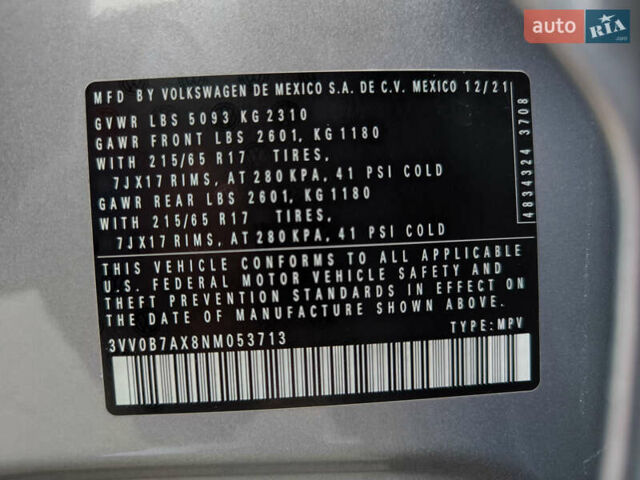 auto RIA .com
MFD BY VOLKSWAGEN DE MEXICO S.A. DE C.V. MEXICO 12/21
GVWR LBS 5093 KG 2310
GAWR FRONT LBS 2601, KG 1180
WITH 215/65 R17 TIRES,
7JX17 RIMS, AT 280 KPA, 41 PSI COLD
GAWR REAR LBS 2601, KG 1180
WITH 215/65 R17 TIRES,
7JX17 RIMS, AT 280 KPA, 41 PSI COLD
4834324 3708
THIS VEHICLE CONFORMS TO ALL APPLICABLE
U.S. FEDERAL MOTOR VEHICLE SAFETY AND
THEFT PREVENTION STANDARDS IN EFFECT ON
THE DATE OF MANUFACTURE SHOWN ABOVE.
3VV0B7AX8NM053713 TYPE: MPV